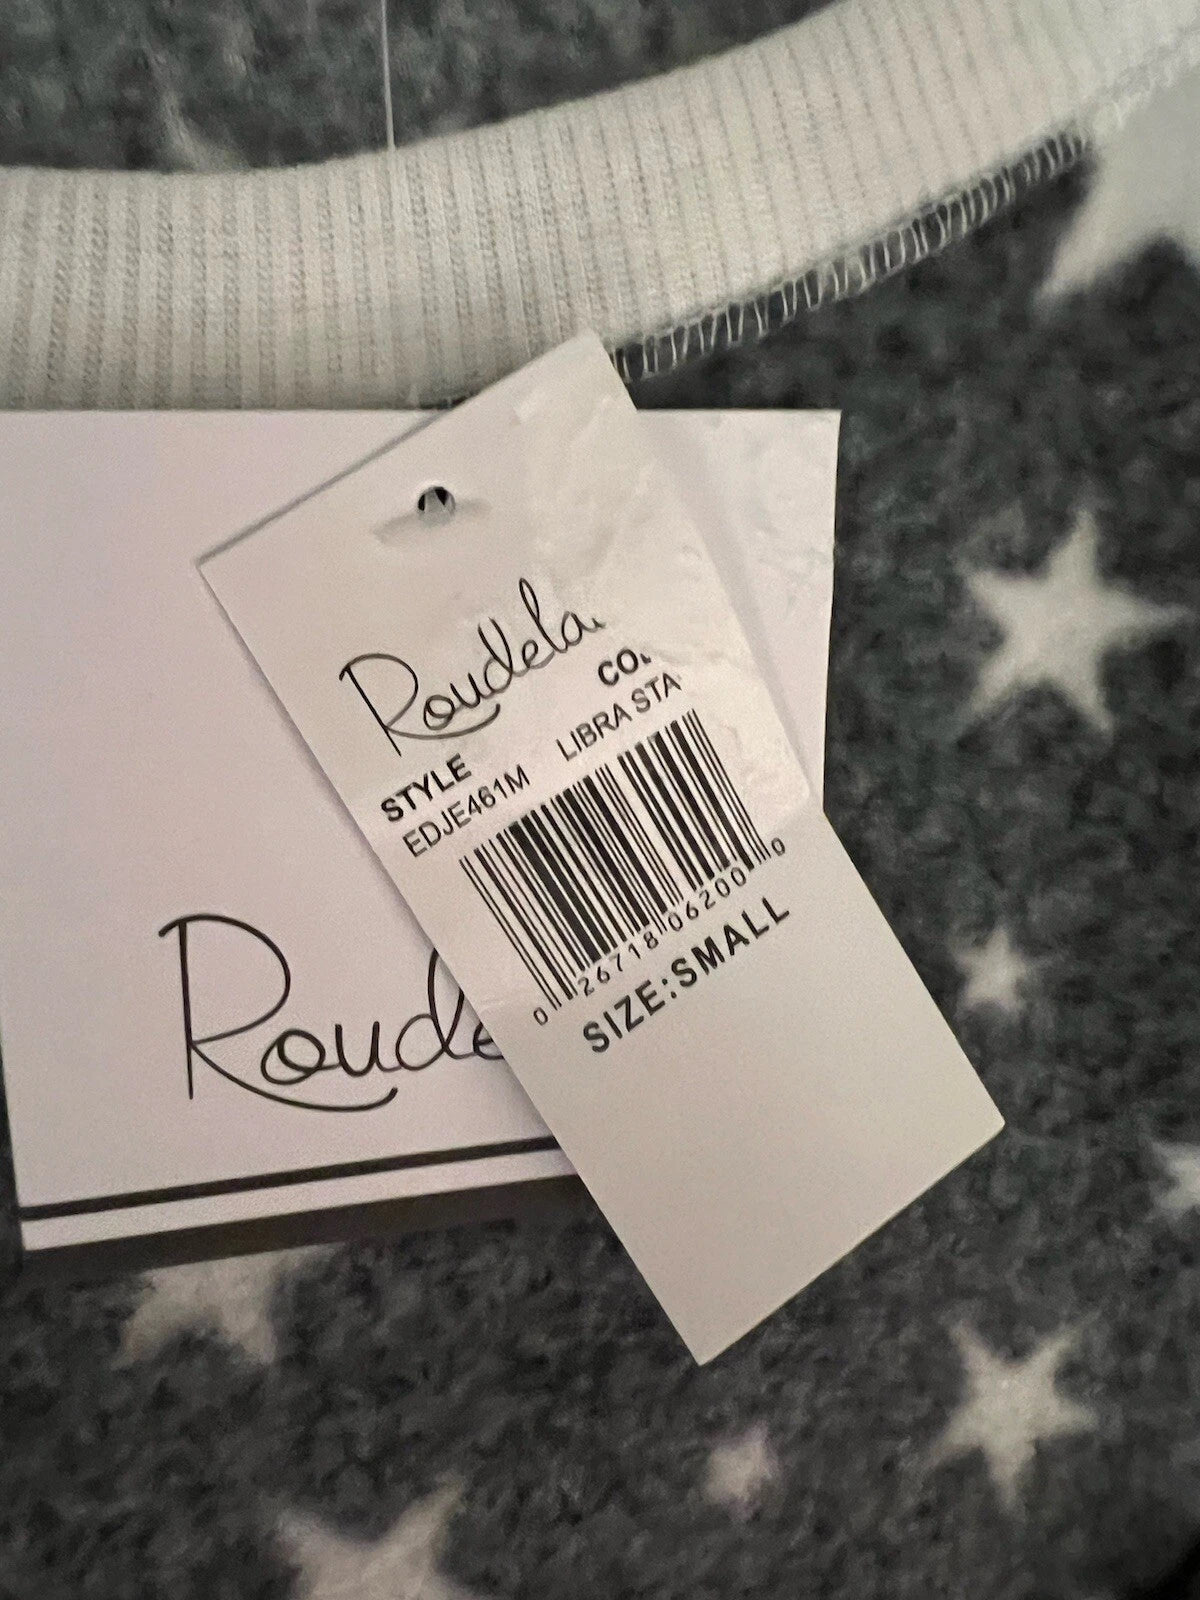 Roudela
CO
STYLE
LIBRA STA
EDJE461M
0 26718 06200 0
SIZE:SMALL
Roude